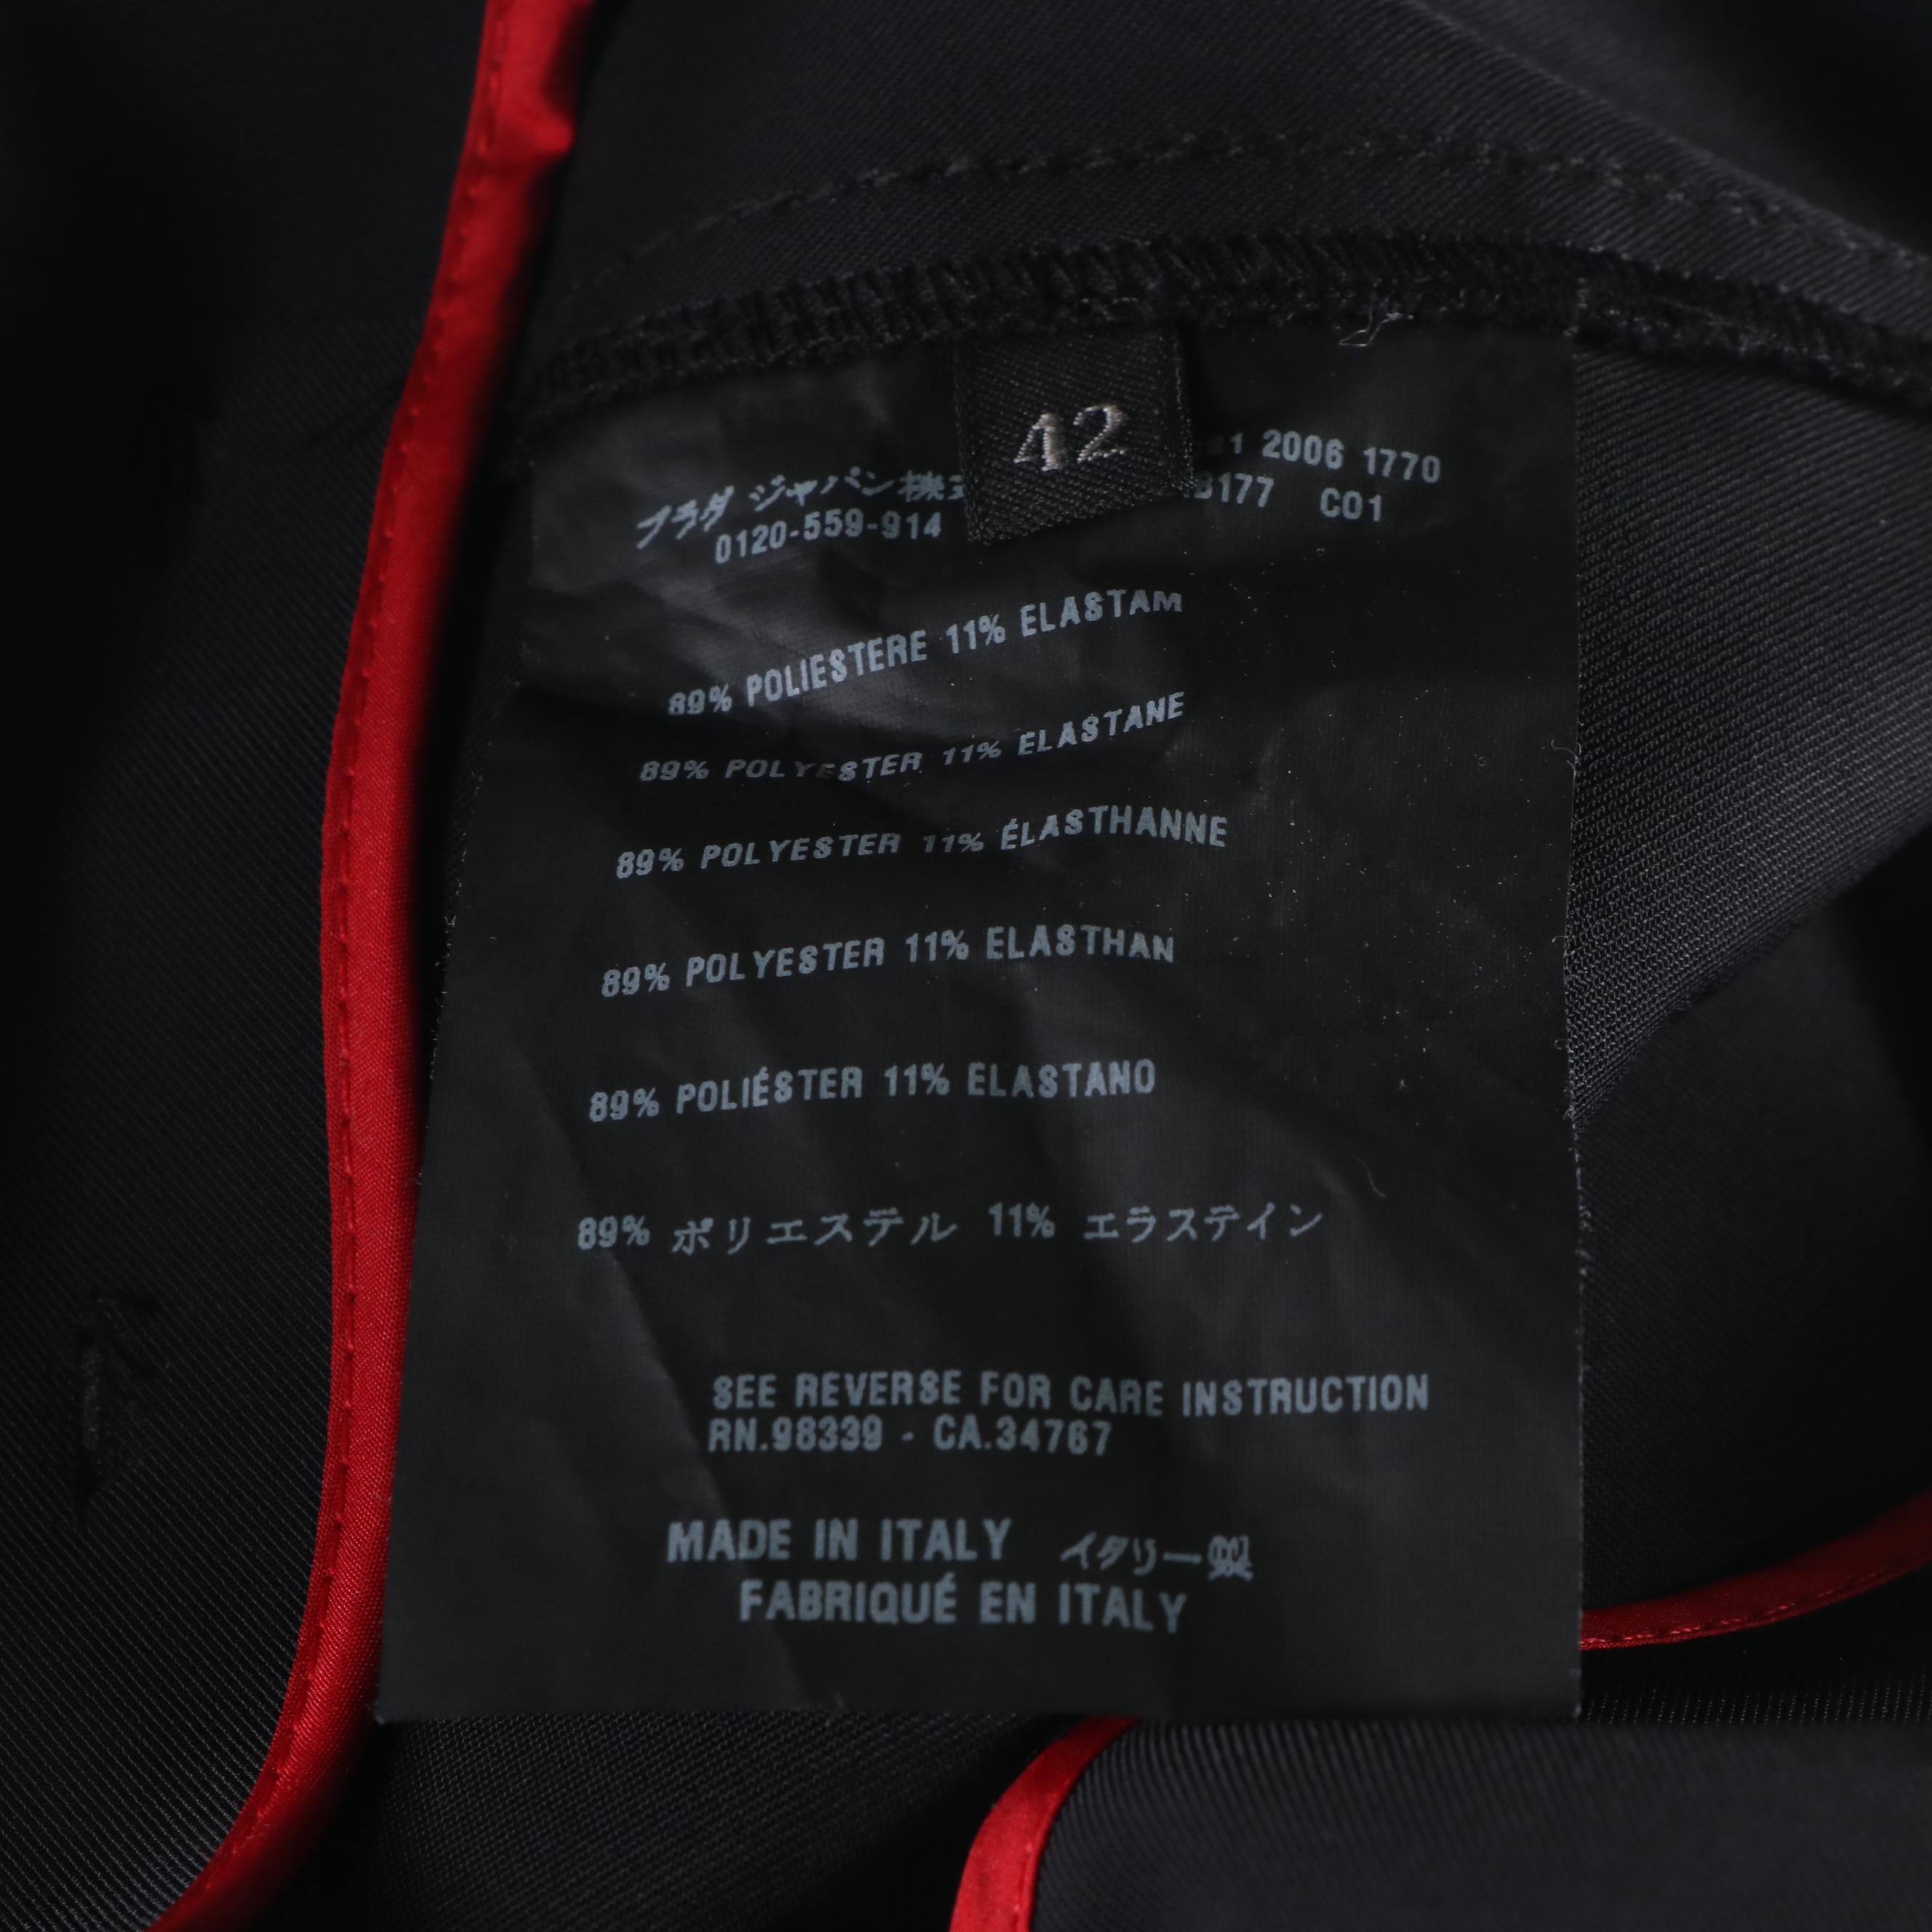 42
プラダ ジャパン株式
0120-559-914
1 2006 1770
B177 C01
89% POLIESTERE 11% ELASTAM
89% POLYESTER 11% ELASTANE
89% POLYESTER 11% ÉLASTHANNE
89% POLYESTER 11% ELASTHAN
89% POLIÉSTER 11% ELASTANO
89% ポリエステル 11% エラステイン
SEE REVERSE FOR CARE INSTRUCTION
RN.98339 - CA.34767
MADE IN ITALY イタリー製
FABRIQUÉ EN ITALY